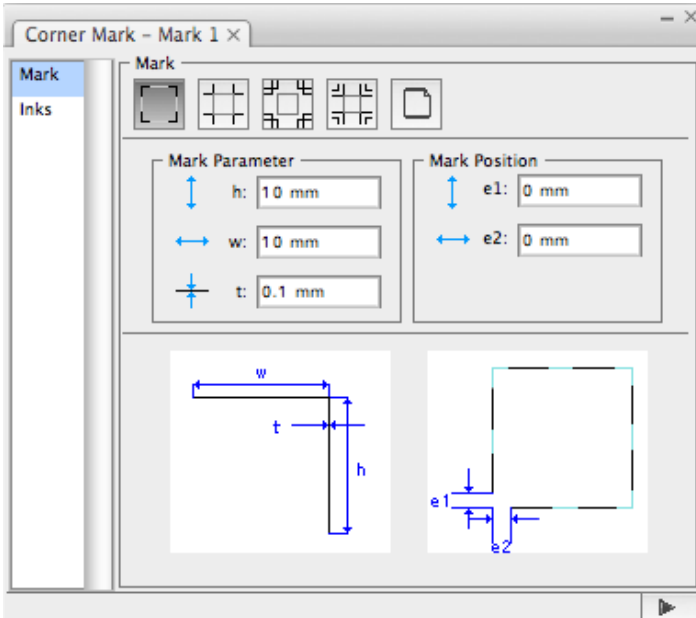 Corner Mark – Mark 1 ×
Mark
Inks
Mark
Mark Parameter
h: 10 mm
w: 10 mm
t: 0.1 mm
Mark Position
e1: 0 mm
e2: 0 mm
w
t
h
e1
e2